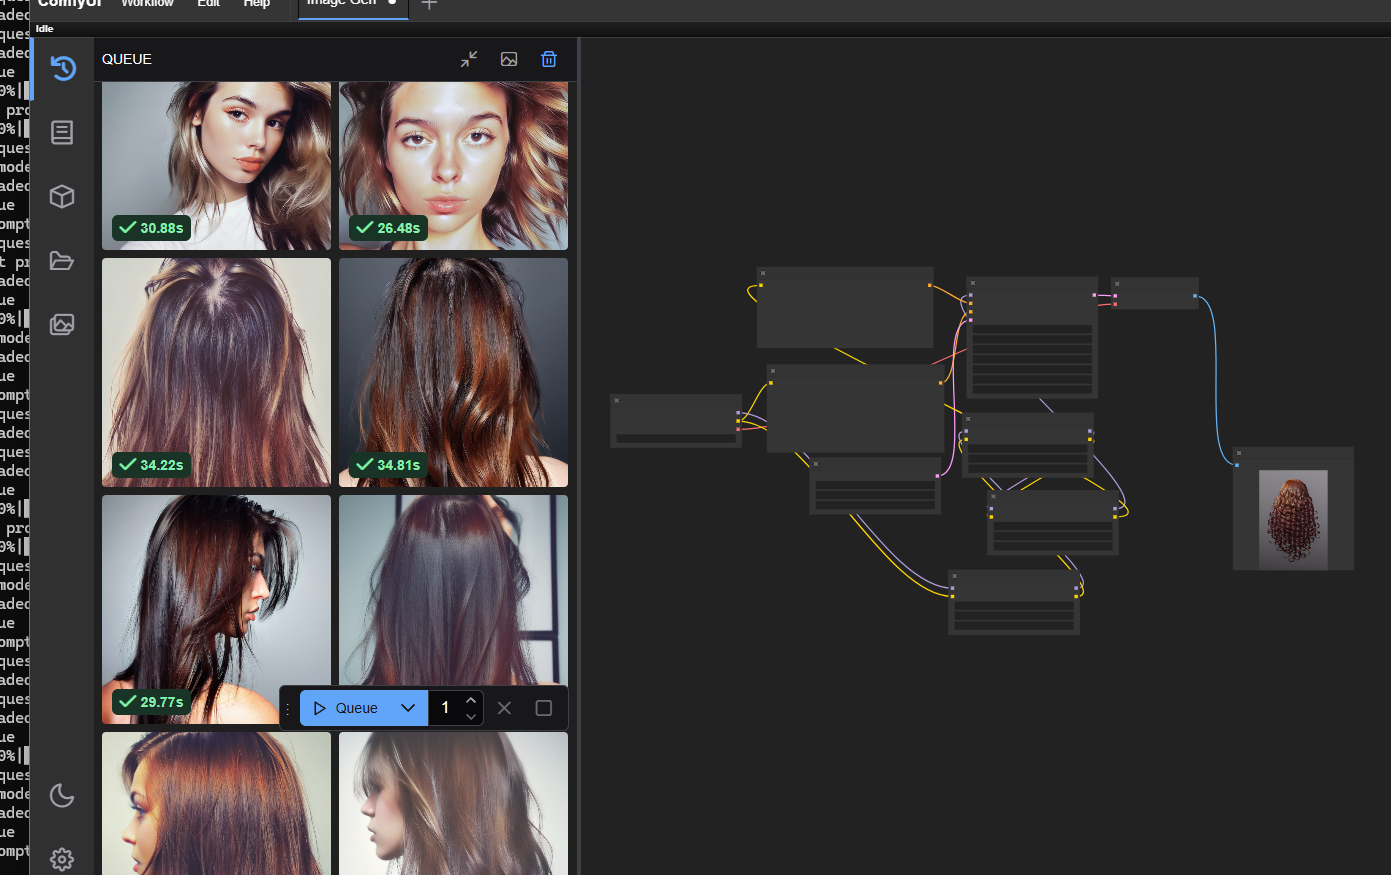 ComfyUI Workflow Edit Help Image Gen
Idle
QUEUE
30.88s 26.48s
34.22s 34.81s
29.77s
Queue 1
aded
ques
aded
ue
0%|
pro
0%|
ques
mode
aded
ue
ompt
ques
t pr
aded
ue
0%|
mode
aded
ue
ompt
ques
aded
ques
aded
ue
0%|
pro
0%|
ques
mode
aded
ue
ompt
ques
aded
ques
aded
ue
0%|
ques
mode
aded
ue
ompt